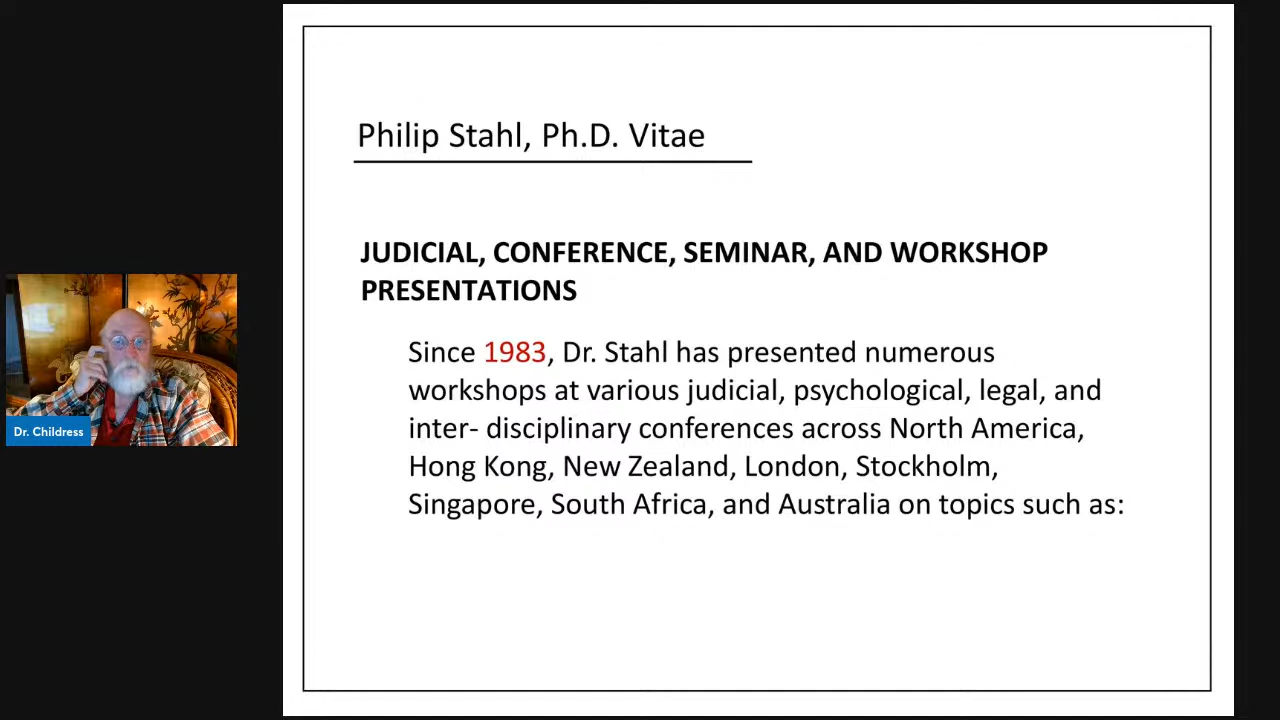 Philip Stahl, Ph.D. Vitae
JUDICIAL, CONFERENCE, SEMINAR, AND WORKSHOP
PRESENTATIONS
Since 1983, Dr. Stahl has presented numerous
workshops at various judicial, psychological, legal, and
inter- disciplinary conferences across North America,
Hong Kong, New Zealand, London, Stockholm,
Singapore, South Africa, and Australia on topics such as:
Dr. Childress